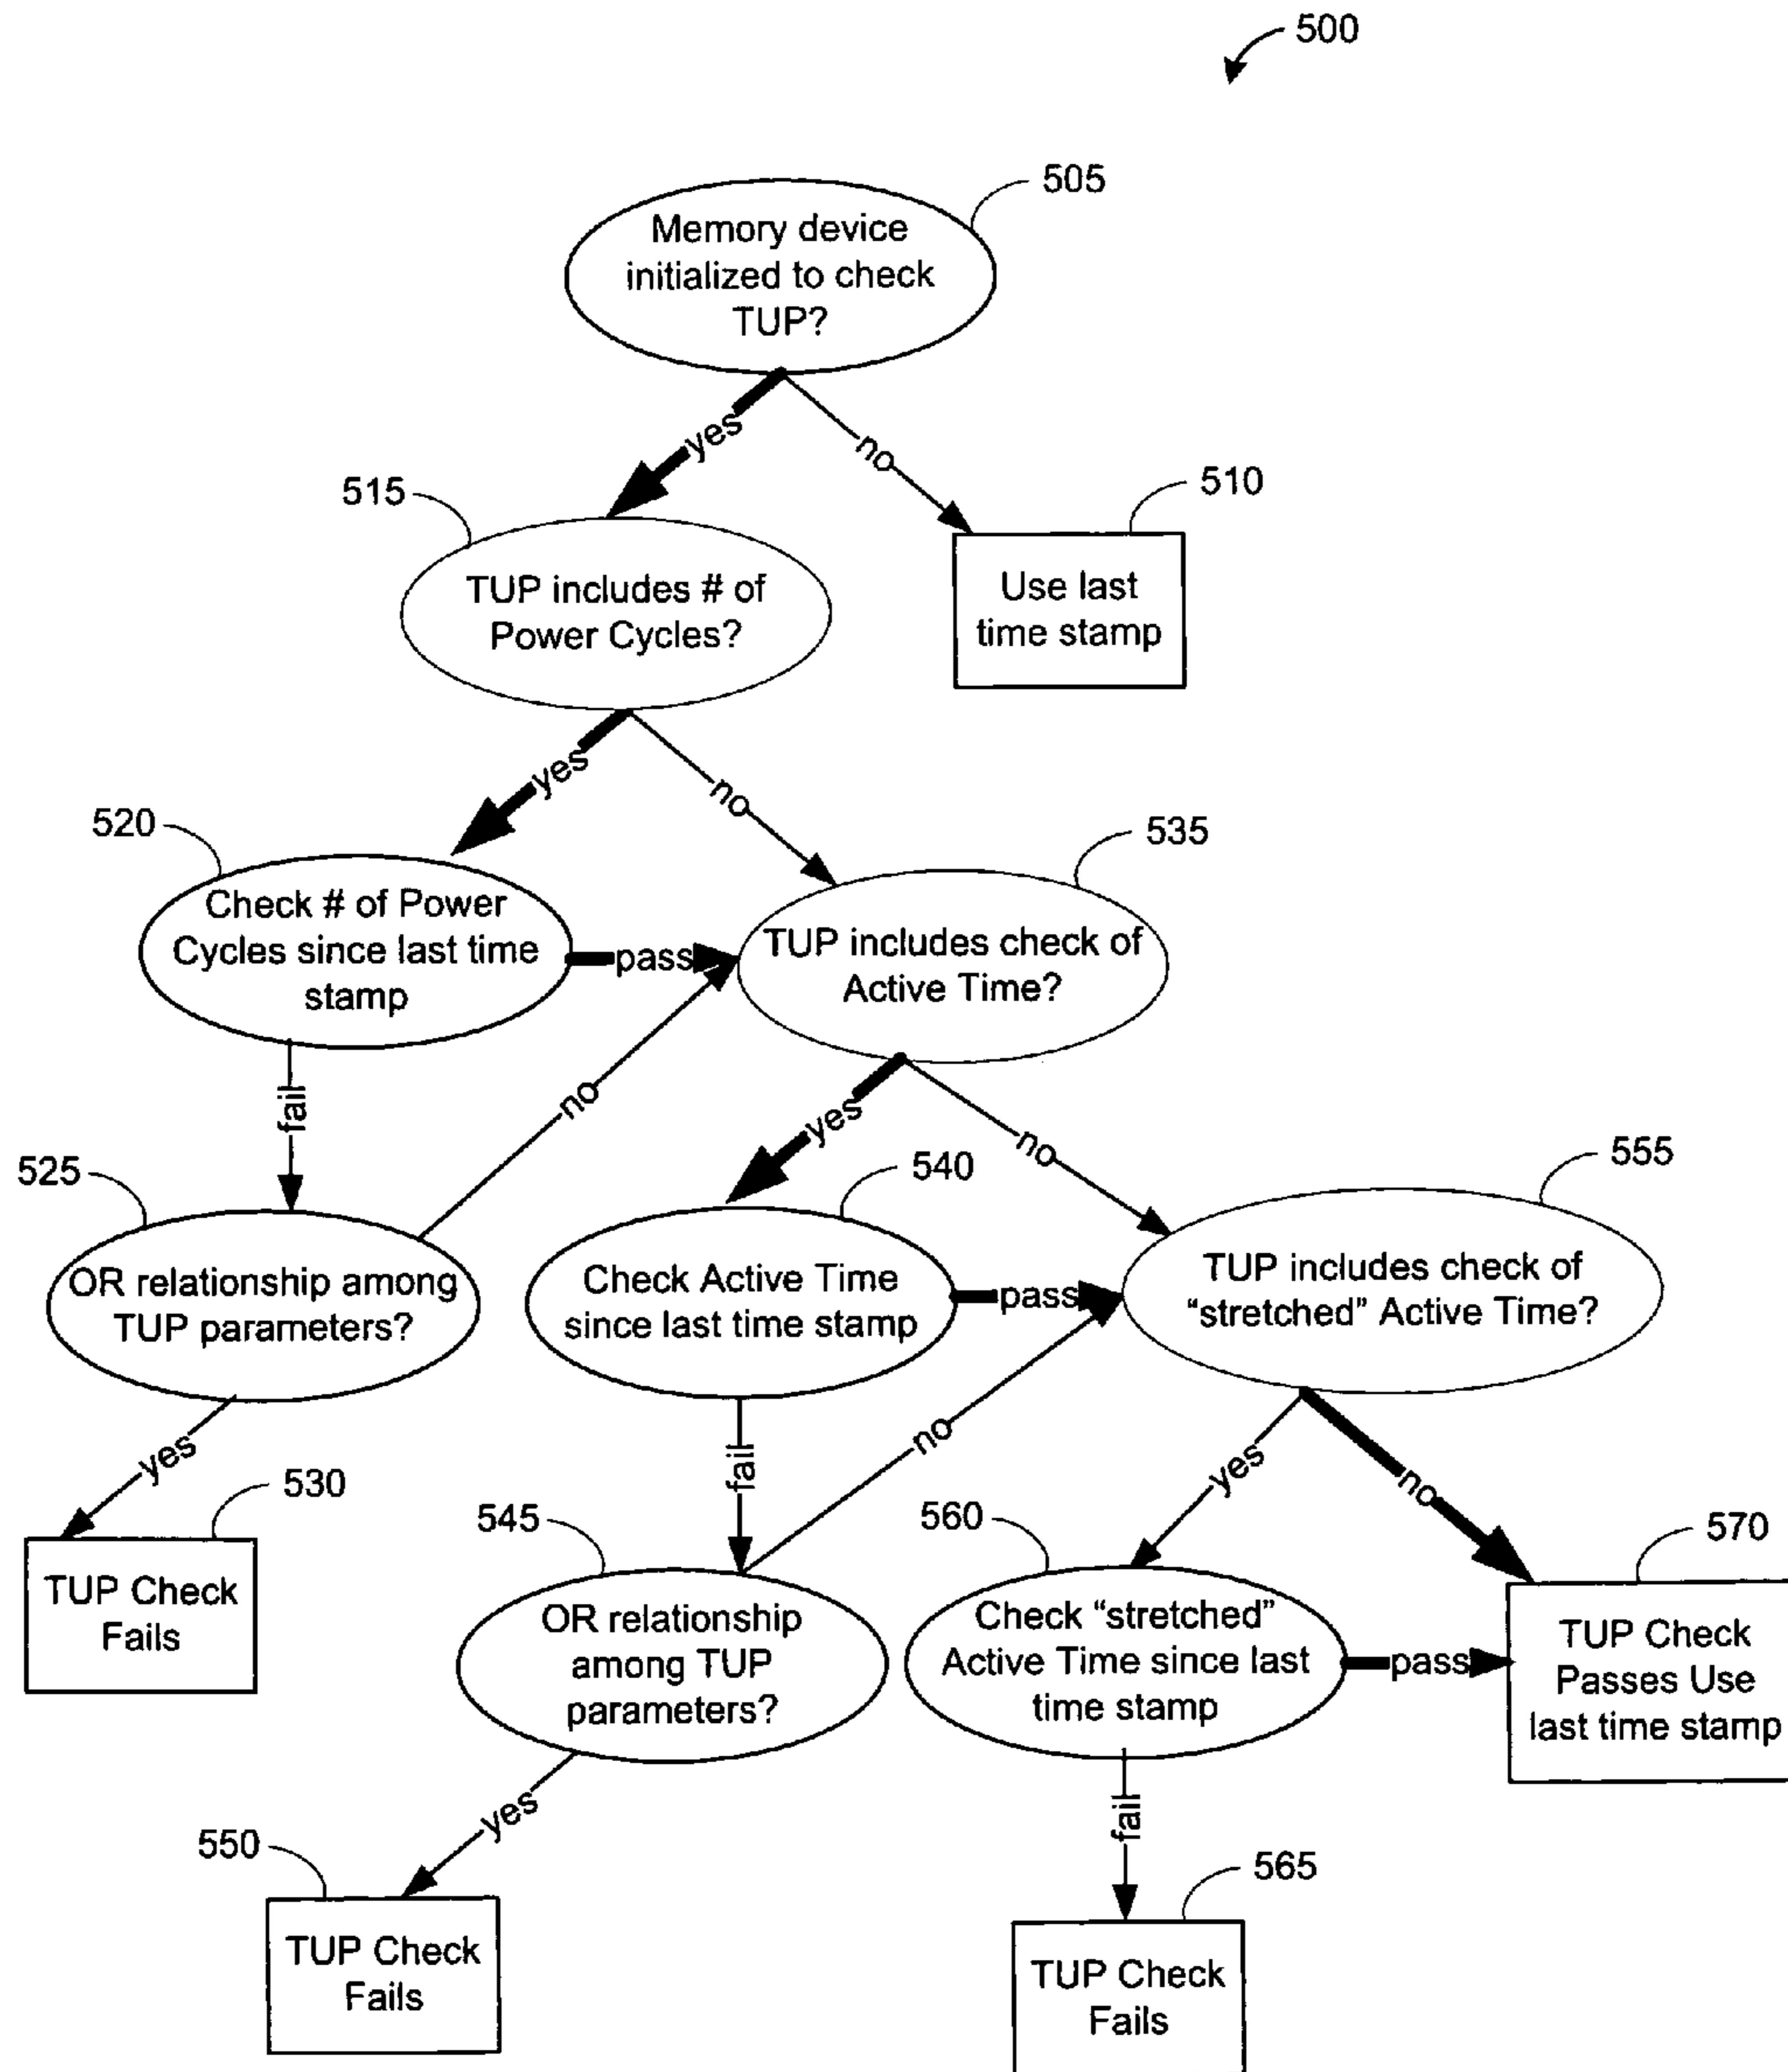 500
505
Memory device
initialized to check
TUP?
yes
no
515
510
TUP includes # of
Power Cycles?
Use last
time stamp
yes
no
520
535
Check # of Power
Cycles since last time
stamp
pass
TUP includes check of
Active Time?
fail
no
yes
no
525
540
555
OR relationship among
TUP parameters?
Check Active Time
since last time stamp
pass
TUP includes check of
“stretched” Active Time?
yes
fail
no
yes
no
530
545
560
570
TUP Check
Fails
OR relationship
among TUP
parameters?
Check “stretched”
Active Time since last
time stamp
pass
TUP Check
Passes Use
last time stamp
yes
fail
550
565
TUP Check
Fails
TUP Check
Fails